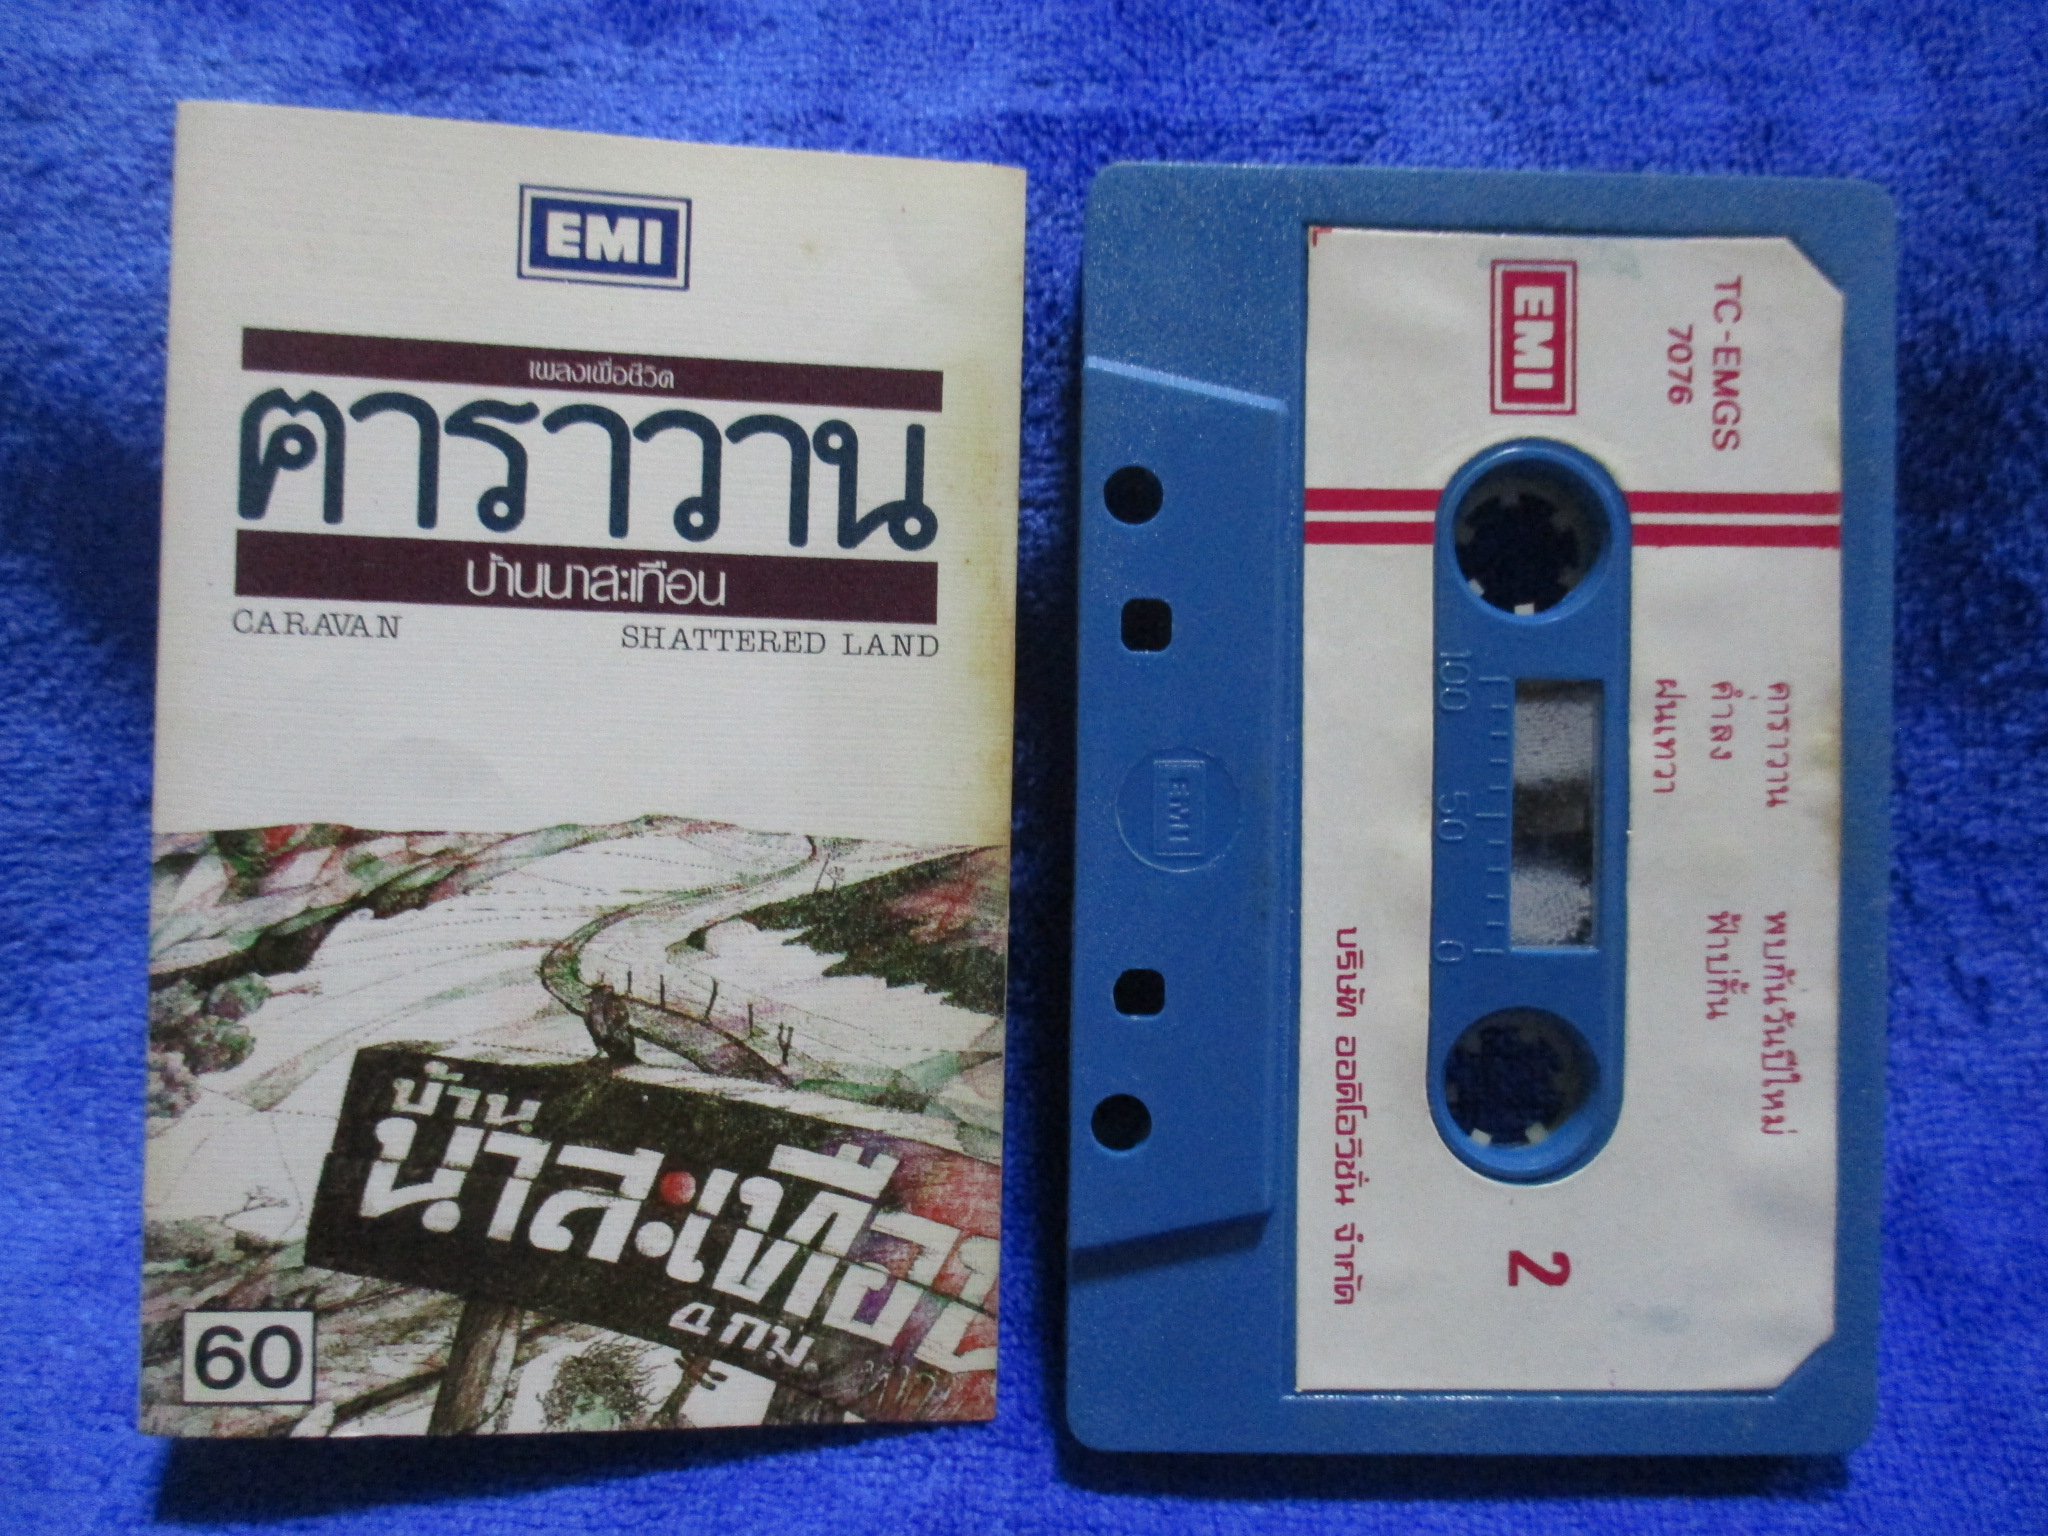 EMI
เพลงเพื่อชีวิต
คาราวาน
บ้านนาสะเทือน
CARAVAN SHATTERED LAND
บ้าน
นาสะเทือน
๔ กม.
60
EMI
TC-EMGS
7076
คาราวาน พบกันวันปีใหม่
ค่ำลง ฟ้าบ่กั้น
ฝนเทวา
100 50 0
2
บริษัท ออดิโอวิชั่น จำกัด
EMI